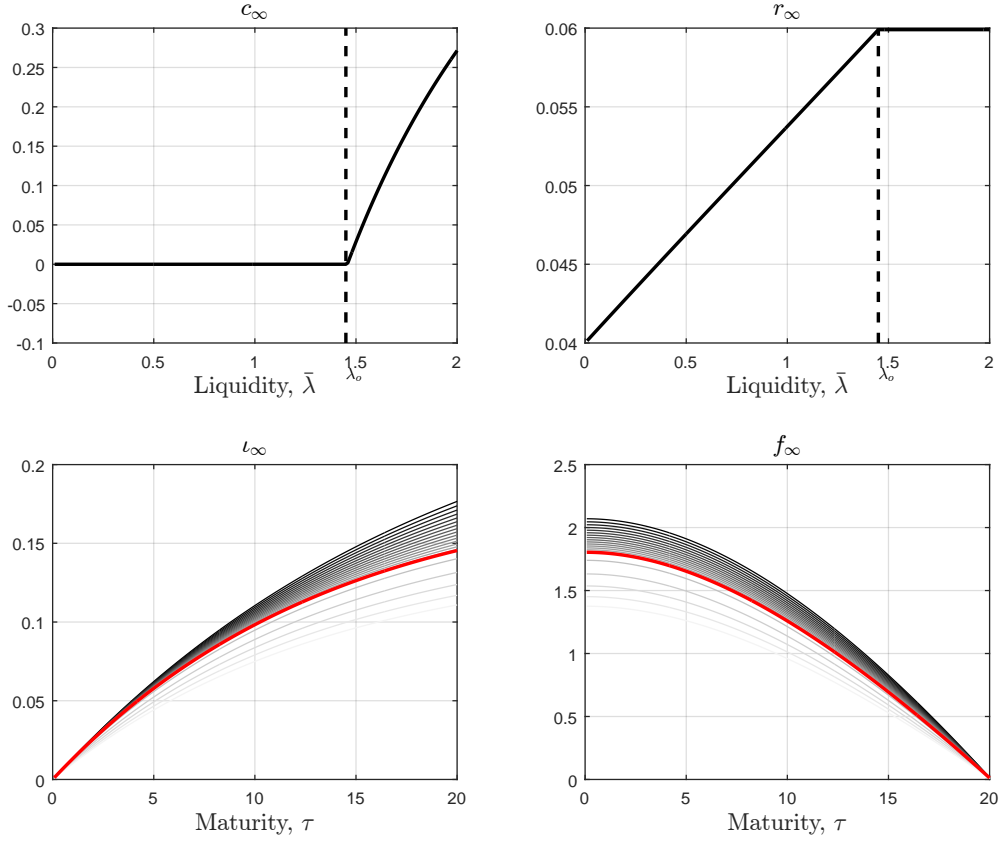 c∞
0.3
0.25
0.2
0.15
0.1
0.05
0
-0.05
-0.1
0 0.5 1 1.5 2
λₒ
Liquidity, λ̄
r∞
0.06
0.055
0.05
0.045
0.04
0 0.5 1 1.5 2
λₒ
Liquidity, λ̄
ι∞
0.2
0.15
0.1
0.05
0
0 5 10 15 20
Maturity, τ
f∞
2.5
2
1.5
1
0.5
0
0 5 10 15 20
Maturity, τ